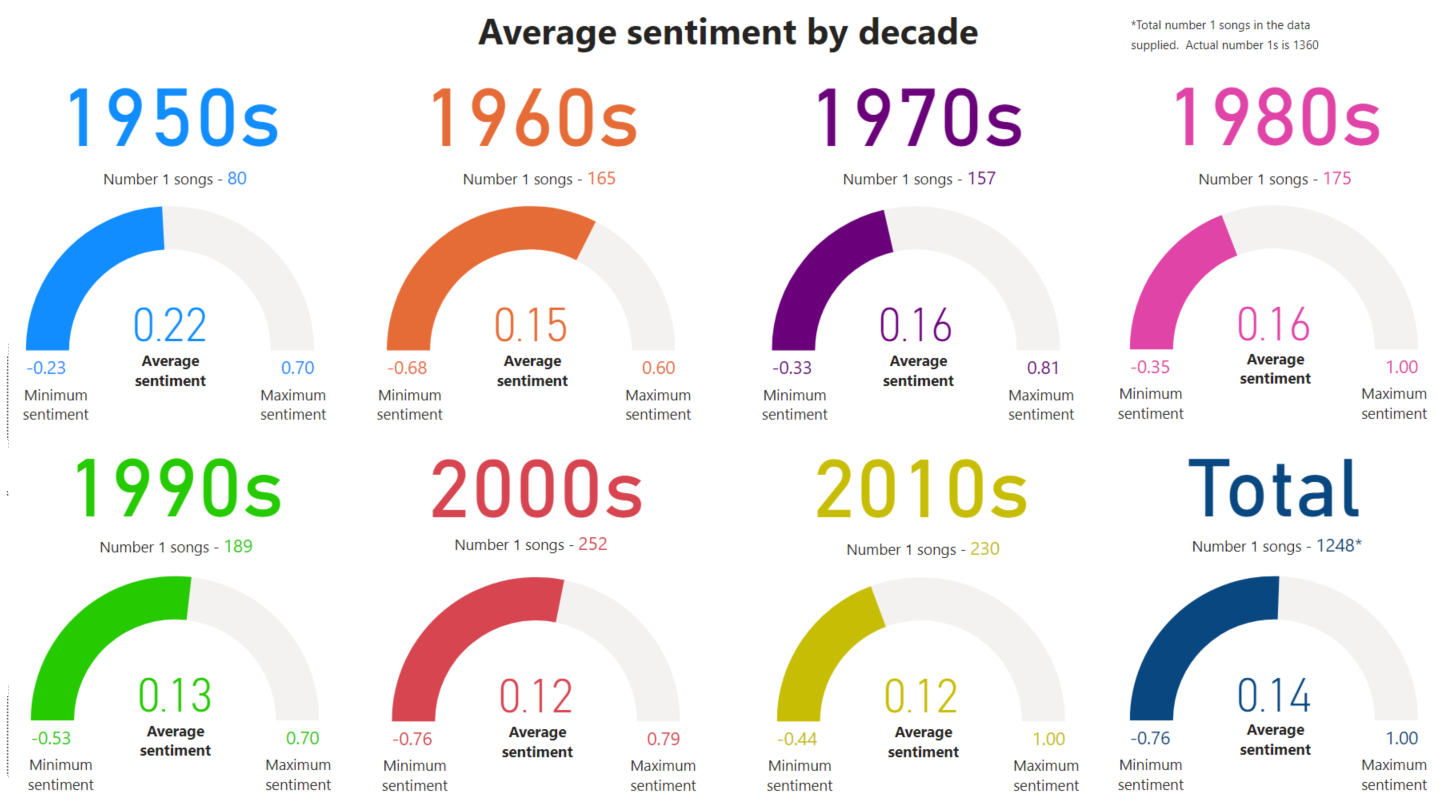 Average sentiment by decade
*Total number 1 songs in the data
supplied. Actual number 1s is 1360
1950s
Number 1 songs - 80
0.22
Average
sentiment
-0.23
Minimum
sentiment
0.70
Maximum
sentiment
1960s
Number 1 songs - 165
0.15
Average
sentiment
-0.68
Minimum
sentiment
0.60
Maximum
sentiment
1970s
Number 1 songs - 157
0.16
Average
sentiment
-0.33
Minimum
sentiment
0.81
Maximum
sentiment
1980s
Number 1 songs - 175
0.16
Average
sentiment
-0.35
Minimum
sentiment
1.00
Maximum
sentiment
1990s
Number 1 songs - 189
0.13
Average
sentiment
-0.53
Minimum
sentiment
0.70
Maximum
sentiment
2000s
Number 1 songs - 252
0.12
Average
sentiment
-0.76
Minimum
sentiment
0.79
Maximum
sentiment
2010s
Number 1 songs - 230
0.12
Average
sentiment
-0.44
Minimum
sentiment
1.00
Maximum
sentiment
Total
Number 1 songs - 1248*
0.14
Average
sentiment
-0.76
Minimum
sentiment
1.00
Maximum
sentiment